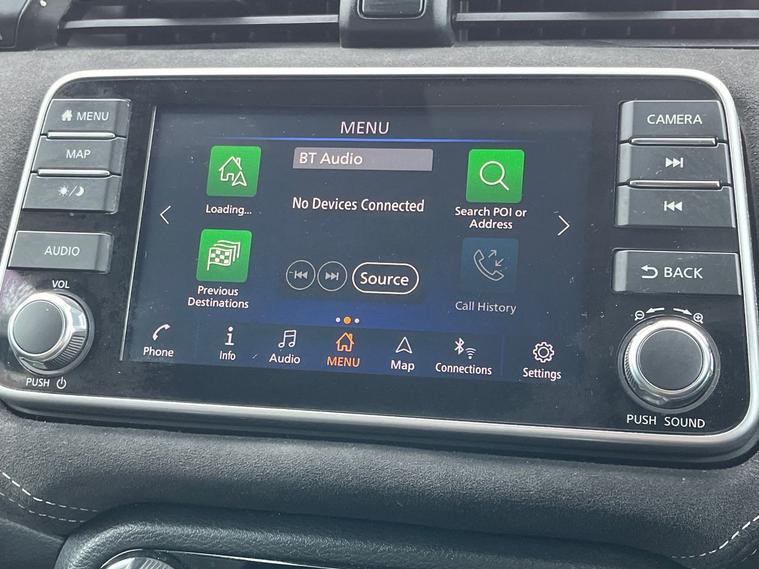 MENU
MAP
AUDIO
VOL
PUSH
MENU
BT Audio
No Devices Connected
Loading...
Previous
Destinations
Source
Search POI or
Address
Call History
Phone
Info
Audio
MENU
Map
Connections
Settings
CAMERA
BACK
PUSH SOUND